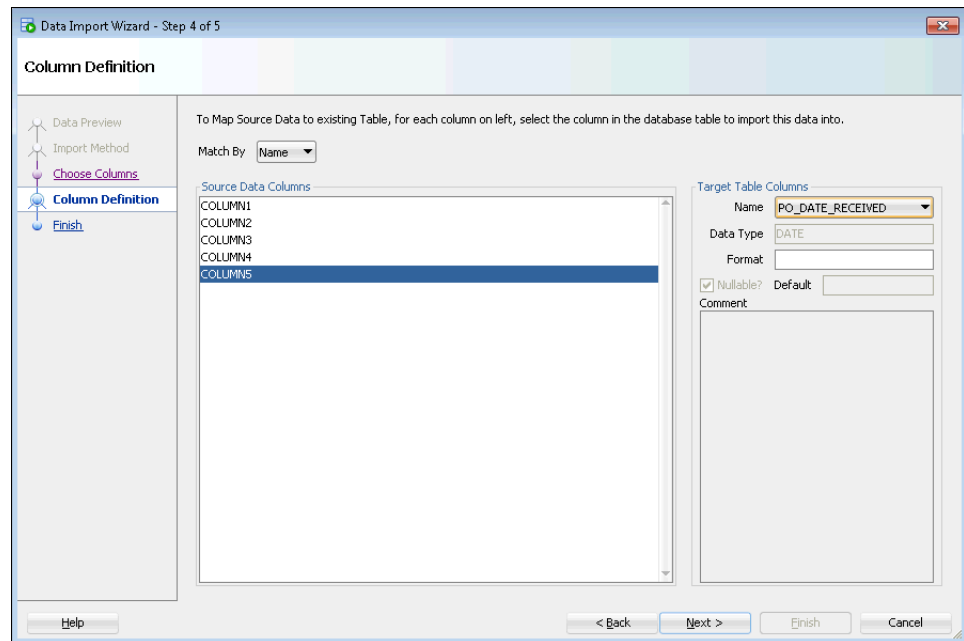 Data Import Wizard - Step 4 of 5
Column Definition
Data Preview
Import Method
Choose Columns
Column Definition
Finish
To Map Source Data to existing Table, for each column on left, select the column in the database table to import this data into.
Match By Name
Source Data Columns
COLUMN1
COLUMN2
COLUMN3
COLUMN4
COLUMN5
Target Table Columns
Name PO_DATE_RECEIVED
Data Type DATE
Format
Nullable? Default
Comment
Help < Back Next > Finish Cancel